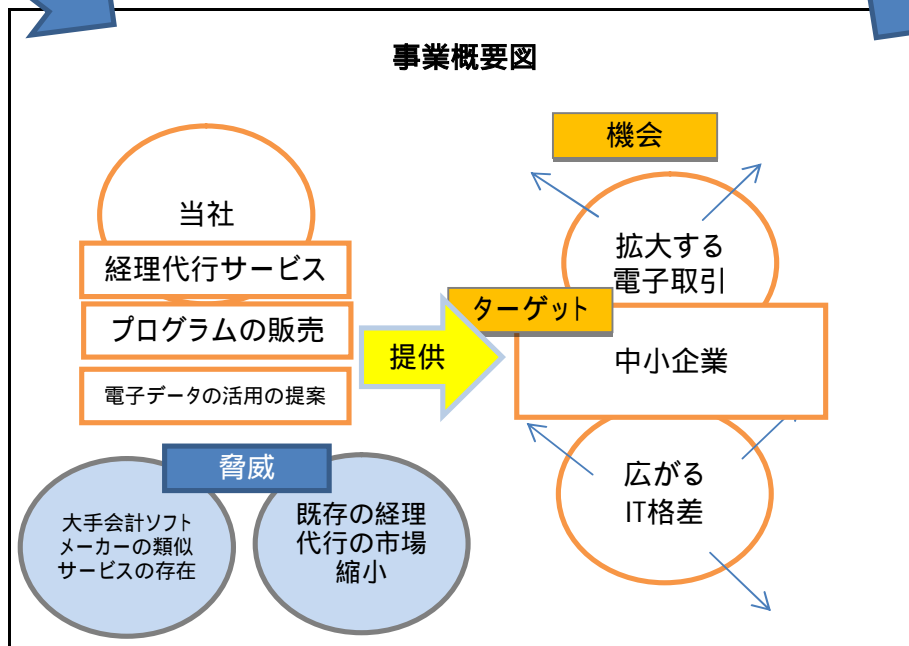 事業概要図
当社
経理代行サービス
プログラムの販売
電子データの活用の提案
提供
機会
拡大する
電子取引
ターゲット
中小企業
広がる
IT格差
脅威
大手会計ソフト
メーカーの類似
サービスの存在
既存の経理
代行の市場
縮小